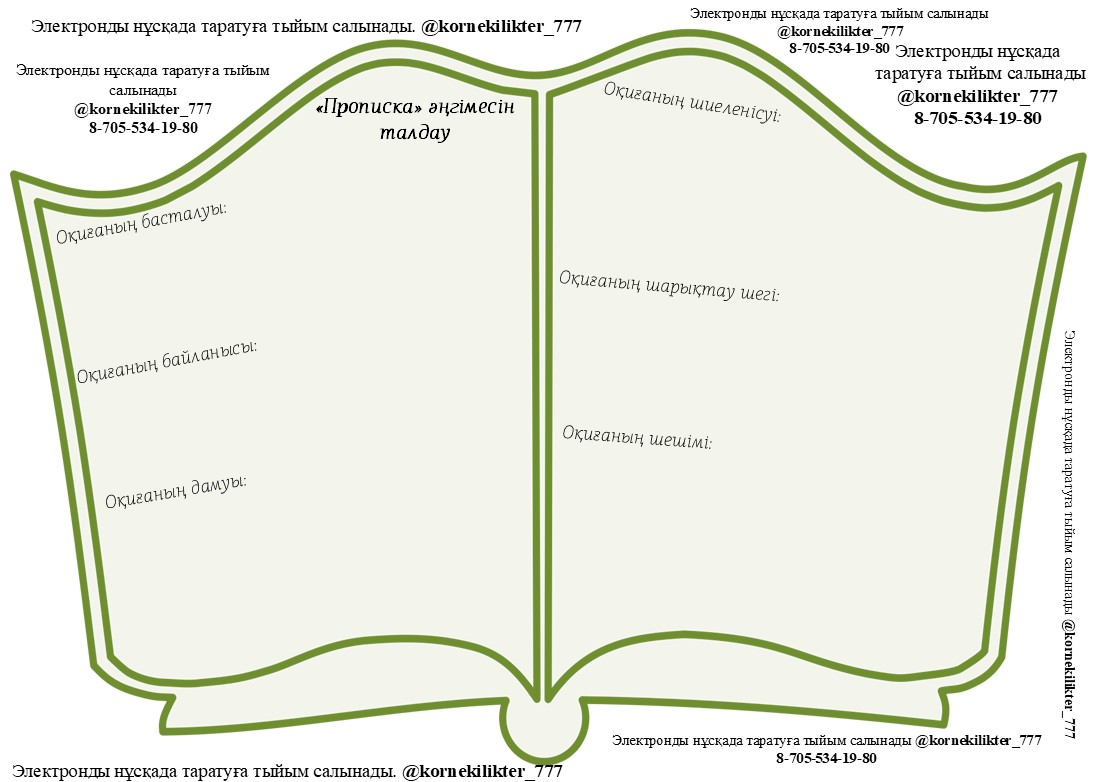 Электронды нұсқада таратуға тыйым салынады. @kornekilikter_777
Электронды нұсқада таратуға тыйым салынады
@kornekilikter_777
8-705-534-19-80
Электронды нұсқада
таратуға тыйым салынады
@kornekilikter_777
8-705-534-19-80
Электронды нұсқада таратуға тыйым
салынады
@kornekilikter_777
8-705-534-19-80
«Прописка» әңгімесін
талдау
Оқиғаның басталуы:
Оқиғаның байланысы:
Оқиғаның дамуы:
Оқиғаның шиеленісуі:
Оқиғаның шарықтау шегі:
Оқиғаның шешімі:
Электронды нұсқада таратуға тыйым салынады @kornekilikter_777
Электронды нұсқада таратуға тыйым салынады @kornekilikter_777
8-705-534-19-80
Электронды нұсқада таратуға тыйым салынады. @kornekilikter_777